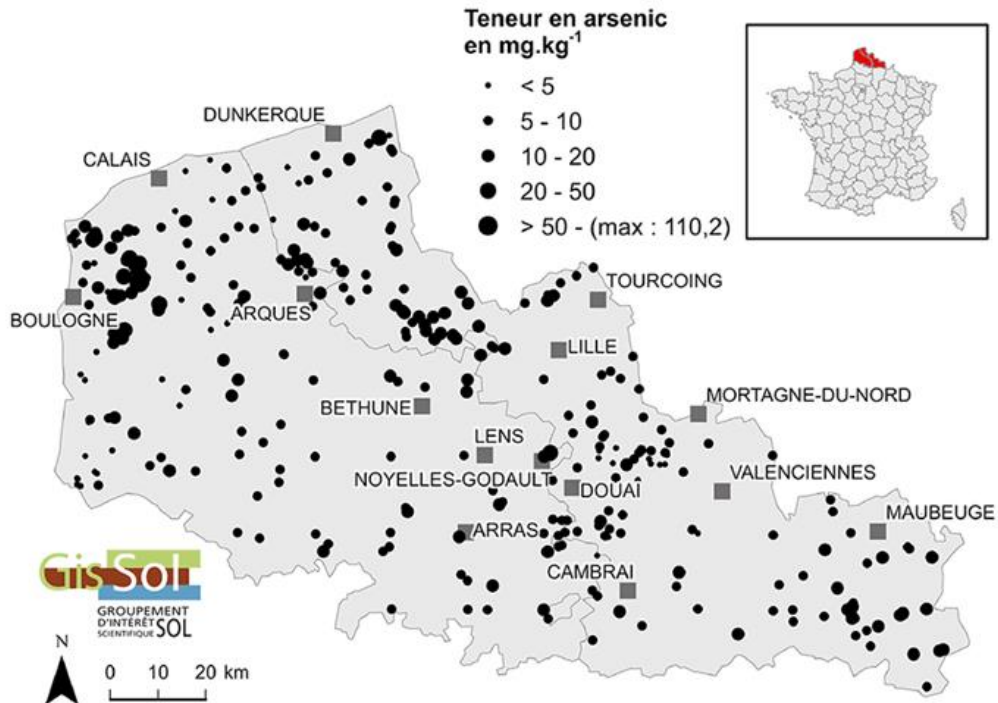 Teneur en arsenic
en mg.kg-1
< 5
5 - 10
10 - 20
20 - 50
> 50 - (max : 110,2)
DUNKERQUE
CALAIS
TOURCOING
BOULOGNE
ARQUES
LILLE
BETHUNE
MORTAGNE-DU-NORD
LENS
NOYELLES-GODAULT
VALENCIENNES
DOUAI
MAUBEUGE
ARRAS
CAMBRAI
GisSol
GROUPEMENT
D'INTÉRÊT
SCIENTIFIQUE SOL
N
0 10 20 km